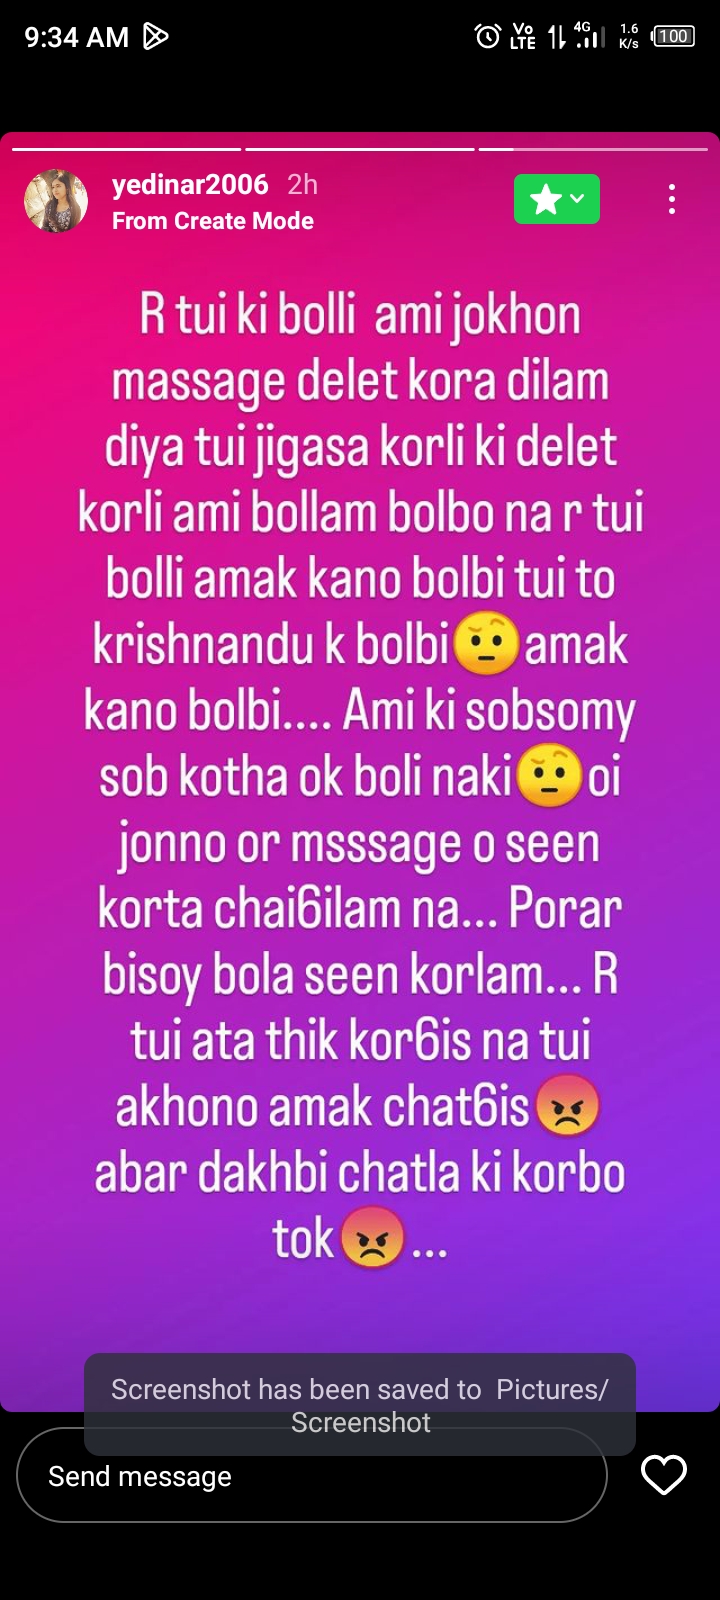 9:34 AM
Vo LTE 4G 1.6 K/s 100
yedinar2006 2h
From Create Mode
R tui ki bolli ami jokhon
massage delet kora dilam
diya tui jigasa korli ki delet
korli ami bollam bolbo na r tui
bolli amak kano bolbi tui to
krishnandu k bolbi🤨amak
kano bolbi.... Ami ki sobsomy
sob kotha ok boli naki🤨oi
jonno or msssage o seen
korta chai6ilam na... Porar
bisoy bola seen korlam... R
tui ata thik kor6is na tui
akhono amak chat6is😡
abar dakhbi chatla ki korbo
tok😡...
Screenshot has been saved to Pictures/
Screenshot
Send message